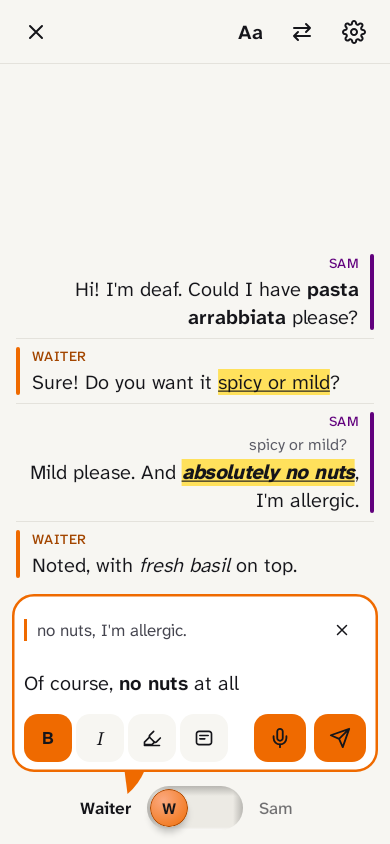 Aa
SAM
Hi! I'm deaf. Could I have pasta
arrabbiata please?
WAITER
Sure! Do you want it spicy or mild?
SAM
spicy or mild?
Mild please. And absolutely no nuts,
I'm allergic.
WAITER
Noted, with fresh basil on top.
no nuts, I'm allergic.
Of course, no nuts at all
B I
Waiter W Sam